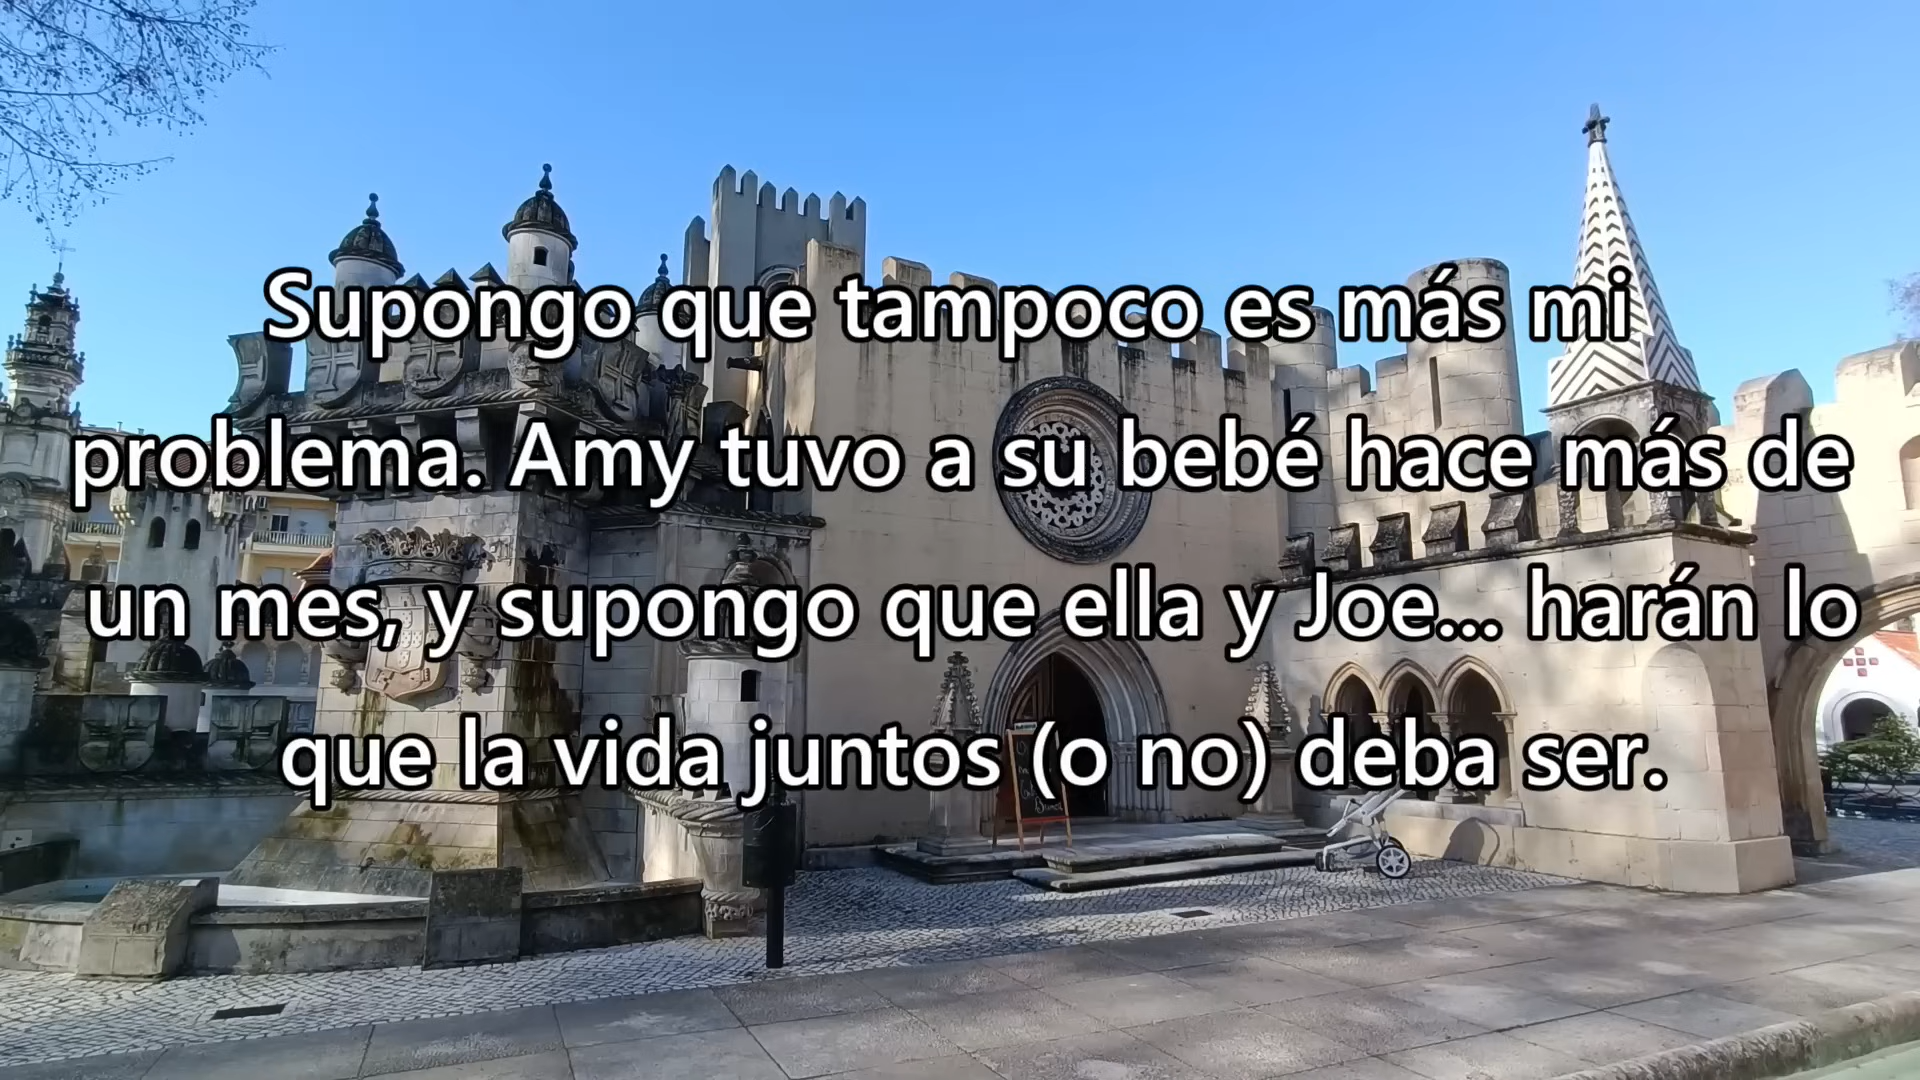 Supongo que tampoco es más mi
problema. Amy tuvo a su bebé hace más de
un mes, y supongo que ella y Joe... harán lo
que la vida juntos (o no) deba ser.